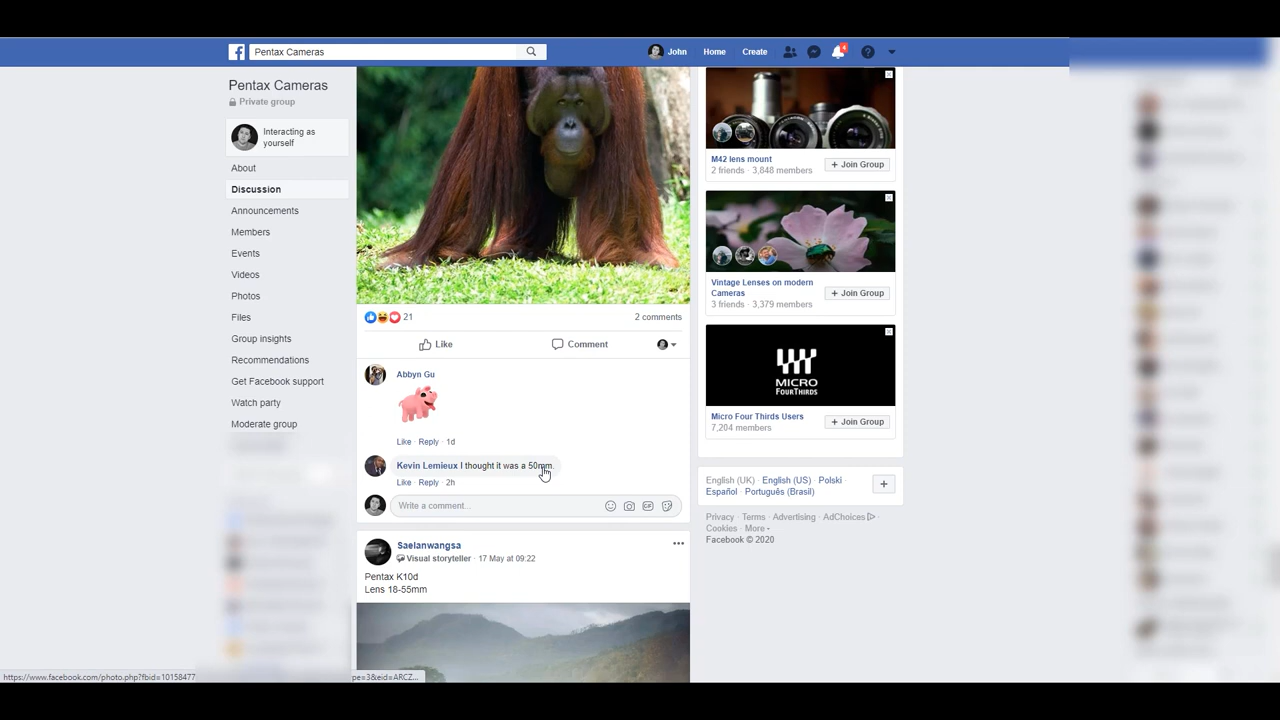 Pentax Cameras
John
Home
Create
4
Pentax Cameras
Private group
Interacting as
yourself
About
Discussion
Announcements
Members
Events
Videos
Photos
Files
Group insights
Recommendations
Get Facebook support
Watch party
Moderate group
21
2 comments
Like
Comment
Abbyn Gu
Like · Reply · 1d
Kevin Lemieux I thought it was a 50mm.
Like · Reply · 2h
Write a comment...
GIF
Saelanwangsa
Visual storyteller · 17 May at 09:22
Pentax K10d
Lens 18-55mm
M42 lens mount
2 friends · 3,848 members
+ Join Group
Vintage Lenses on modern
Cameras
3 friends · 3,379 members
+ Join Group
MICRO
FOURTHIRDS
Micro Four Thirds Users
7,204 members
+ Join Group
English (UK) · English (US) · Polski ·
Español · Português (Brasil)
Privacy · Terms · Advertising · AdChoices ·
Cookies · More
Facebook © 2020
https://www.facebook.com/photo.php?fbid=10158477
pe=3&eid=ARCZ...